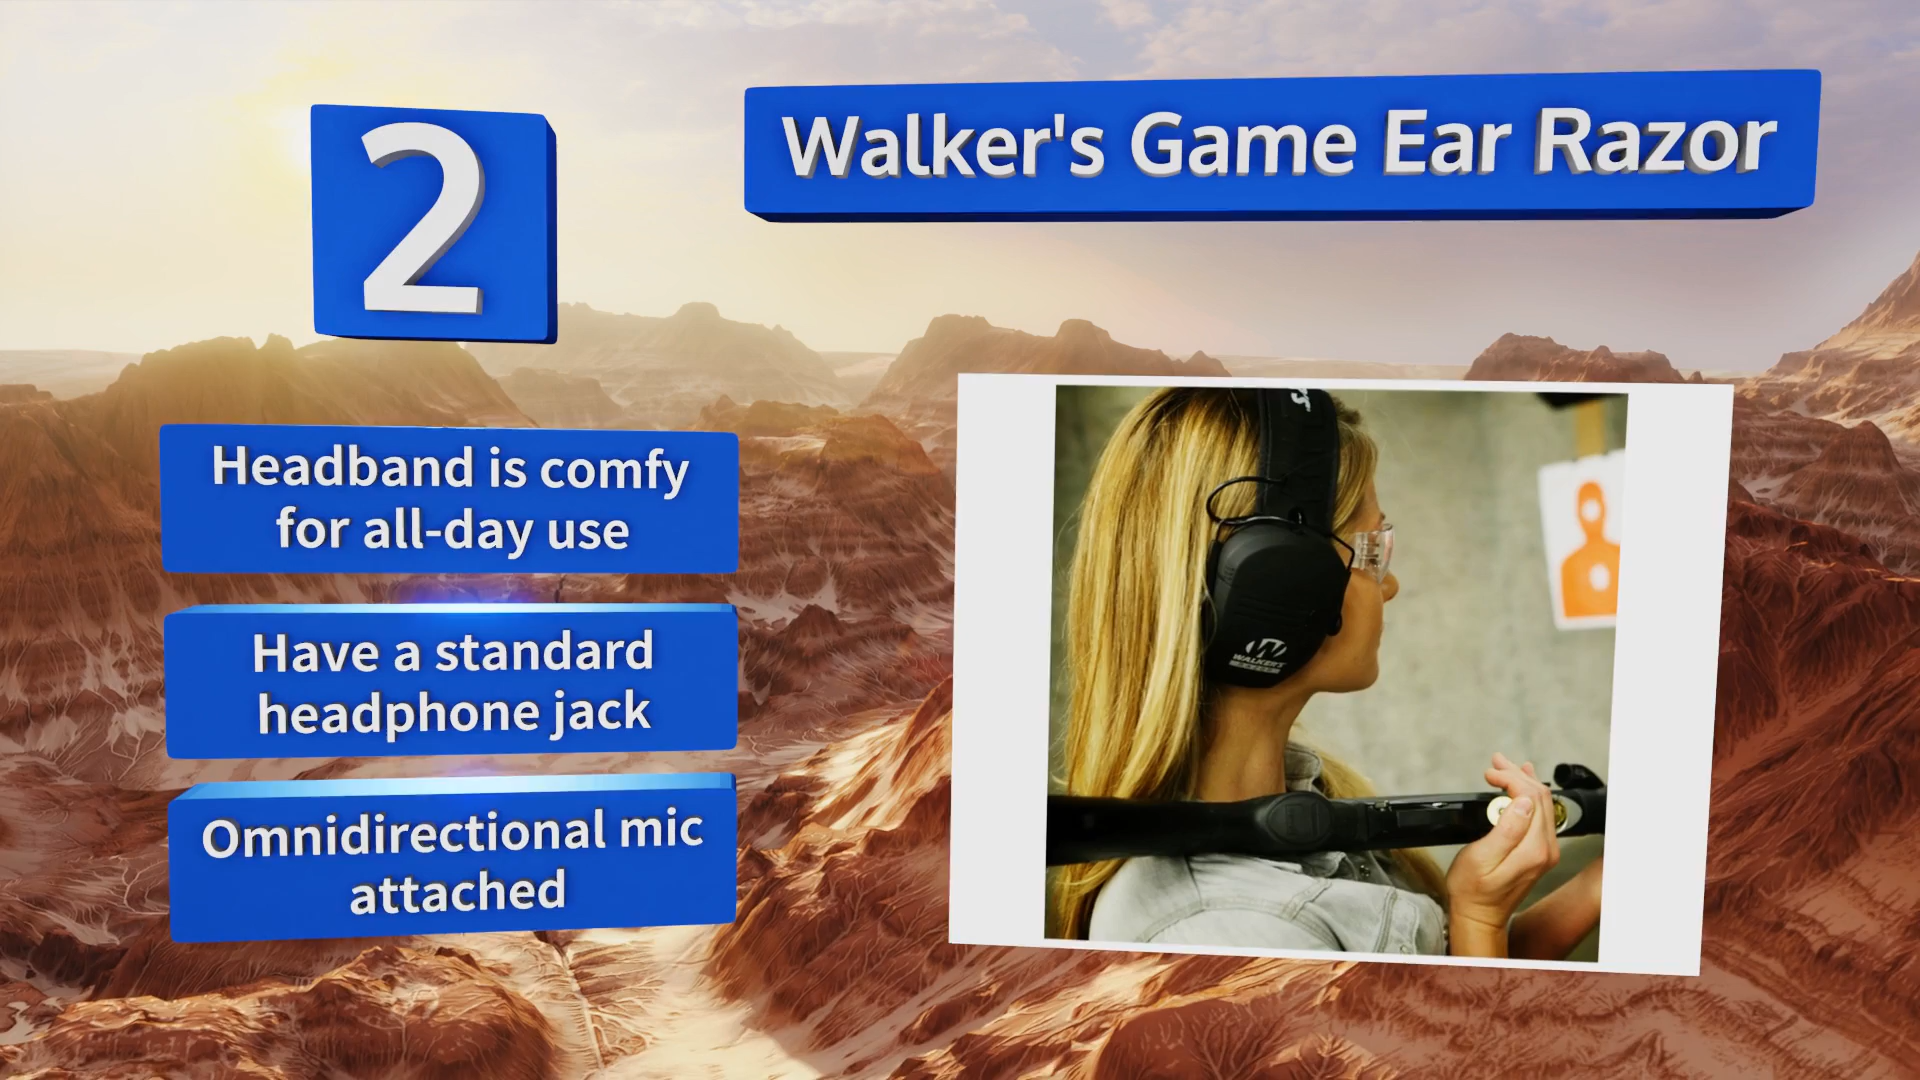 2
Walker's Game Ear Razor
Headband is comfy
for all-day use
Have a standard
headphone jack
Omnidirectional mic
attached
WALKER'S